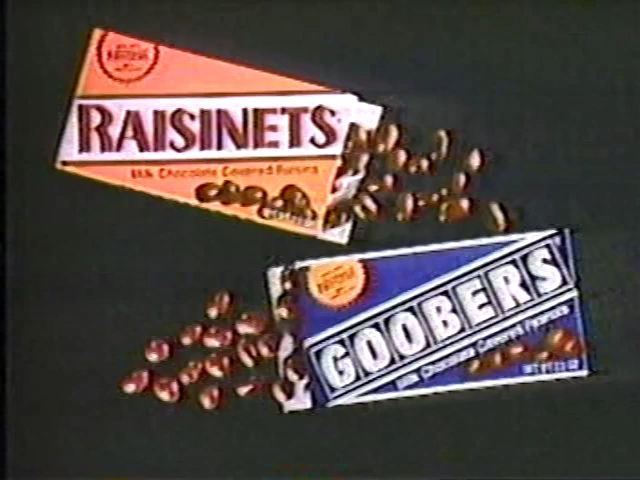 RAISINETS
Milk Chocolate Covered Raisins
GOOBERS
Milk Chocolate Covered Peanuts